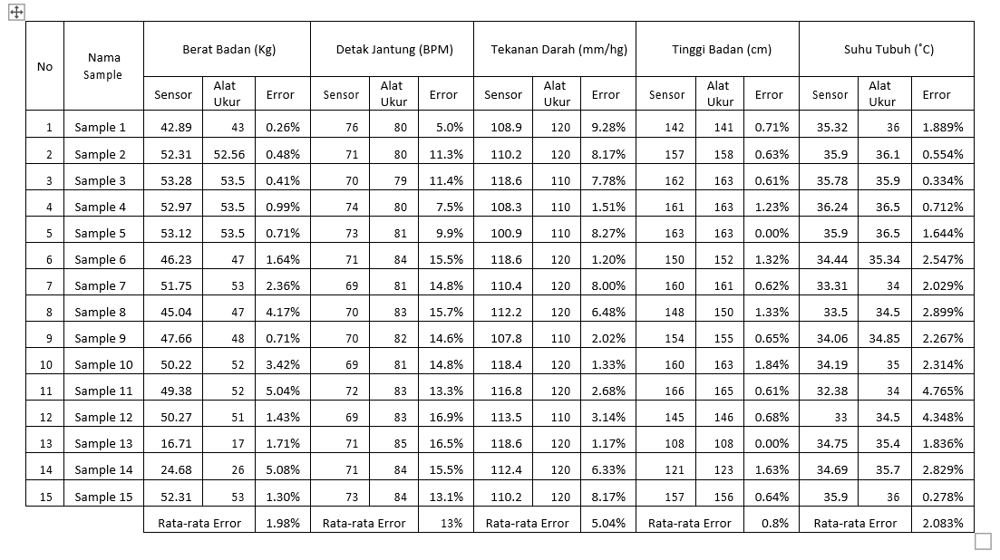 No Nama Sample Berat Badan (Kg) Detak Jantung (BPM) Tekanan Darah (mm/hg) Tinggi Badan (cm) Suhu Tubuh (˚C)
Sensor Alat Ukur Error Sensor Alat Ukur Error Sensor Alat Ukur Error Sensor Alat Ukur Error Sensor Alat Ukur Error
1 Sample 1 42.89 43 0.26% 76 80 5.0% 108.9 120 9.28% 142 141 0.71% 35.32 36 1.889%
2 Sample 2 52.31 52.56 0.48% 71 80 11.3% 110.2 120 8.17% 157 158 0.63% 35.9 36.1 0.554%
3 Sample 3 53.28 53.5 0.41% 70 79 11.4% 118.6 110 7.78% 162 163 0.61% 35.78 35.9 0.334%
4 Sample 4 52.97 53.5 0.99% 74 80 7.5% 108.3 110 1.51% 161 163 1.23% 36.24 36.5 0.712%
5 Sample 5 53.12 53.5 0.71% 73 81 9.9% 100.9 110 8.27% 163 163 0.00% 35.9 36.5 1.644%
6 Sample 6 46.23 47 1.64% 71 84 15.5% 118.6 120 1.20% 150 152 1.32% 34.44 35.34 2.547%
7 Sample 7 51.75 53 2.36% 69 81 14.8% 110.4 120 8.00% 160 161 0.62% 33.31 34 2.029%
8 Sample 8 45.04 47 4.17% 70 83 15.7% 112.2 120 6.48% 148 150 1.33% 33.5 34.5 2.899%
9 Sample 9 47.66 48 0.71% 70 82 14.6% 107.8 110 2.02% 154 155 0.65% 34.06 34.85 2.267%
10 Sample 10 50.22 52 3.42% 69 81 14.8% 118.4 120 1.33% 160 163 1.84% 34.19 35 2.314%
11 Sample 11 49.38 52 5.04% 72 83 13.3% 116.8 120 2.68% 166 165 0.61% 32.38 34 4.765%
12 Sample 12 50.27 51 1.43% 69 83 16.9% 113.5 110 3.14% 145 146 0.68% 33 34.5 4.348%
13 Sample 13 16.71 17 1.71% 71 85 16.5% 118.6 120 1.17% 108 108 0.00% 34.75 35.4 1.836%
14 Sample 14 24.68 26 5.08% 71 84 15.5% 112.4 120 6.33% 121 123 1.63% 34.69 35.7 2.829%
15 Sample 15 52.31 53 1.30% 73 84 13.1% 110.2 120 8.17% 157 156 0.64% 35.9 36 0.278%
Rata-rata Error 1.98% Rata-rata Error 13% Rata-rata Error 5.04% Rata-rata Error 0.8% Rata-rata Error 2.083%